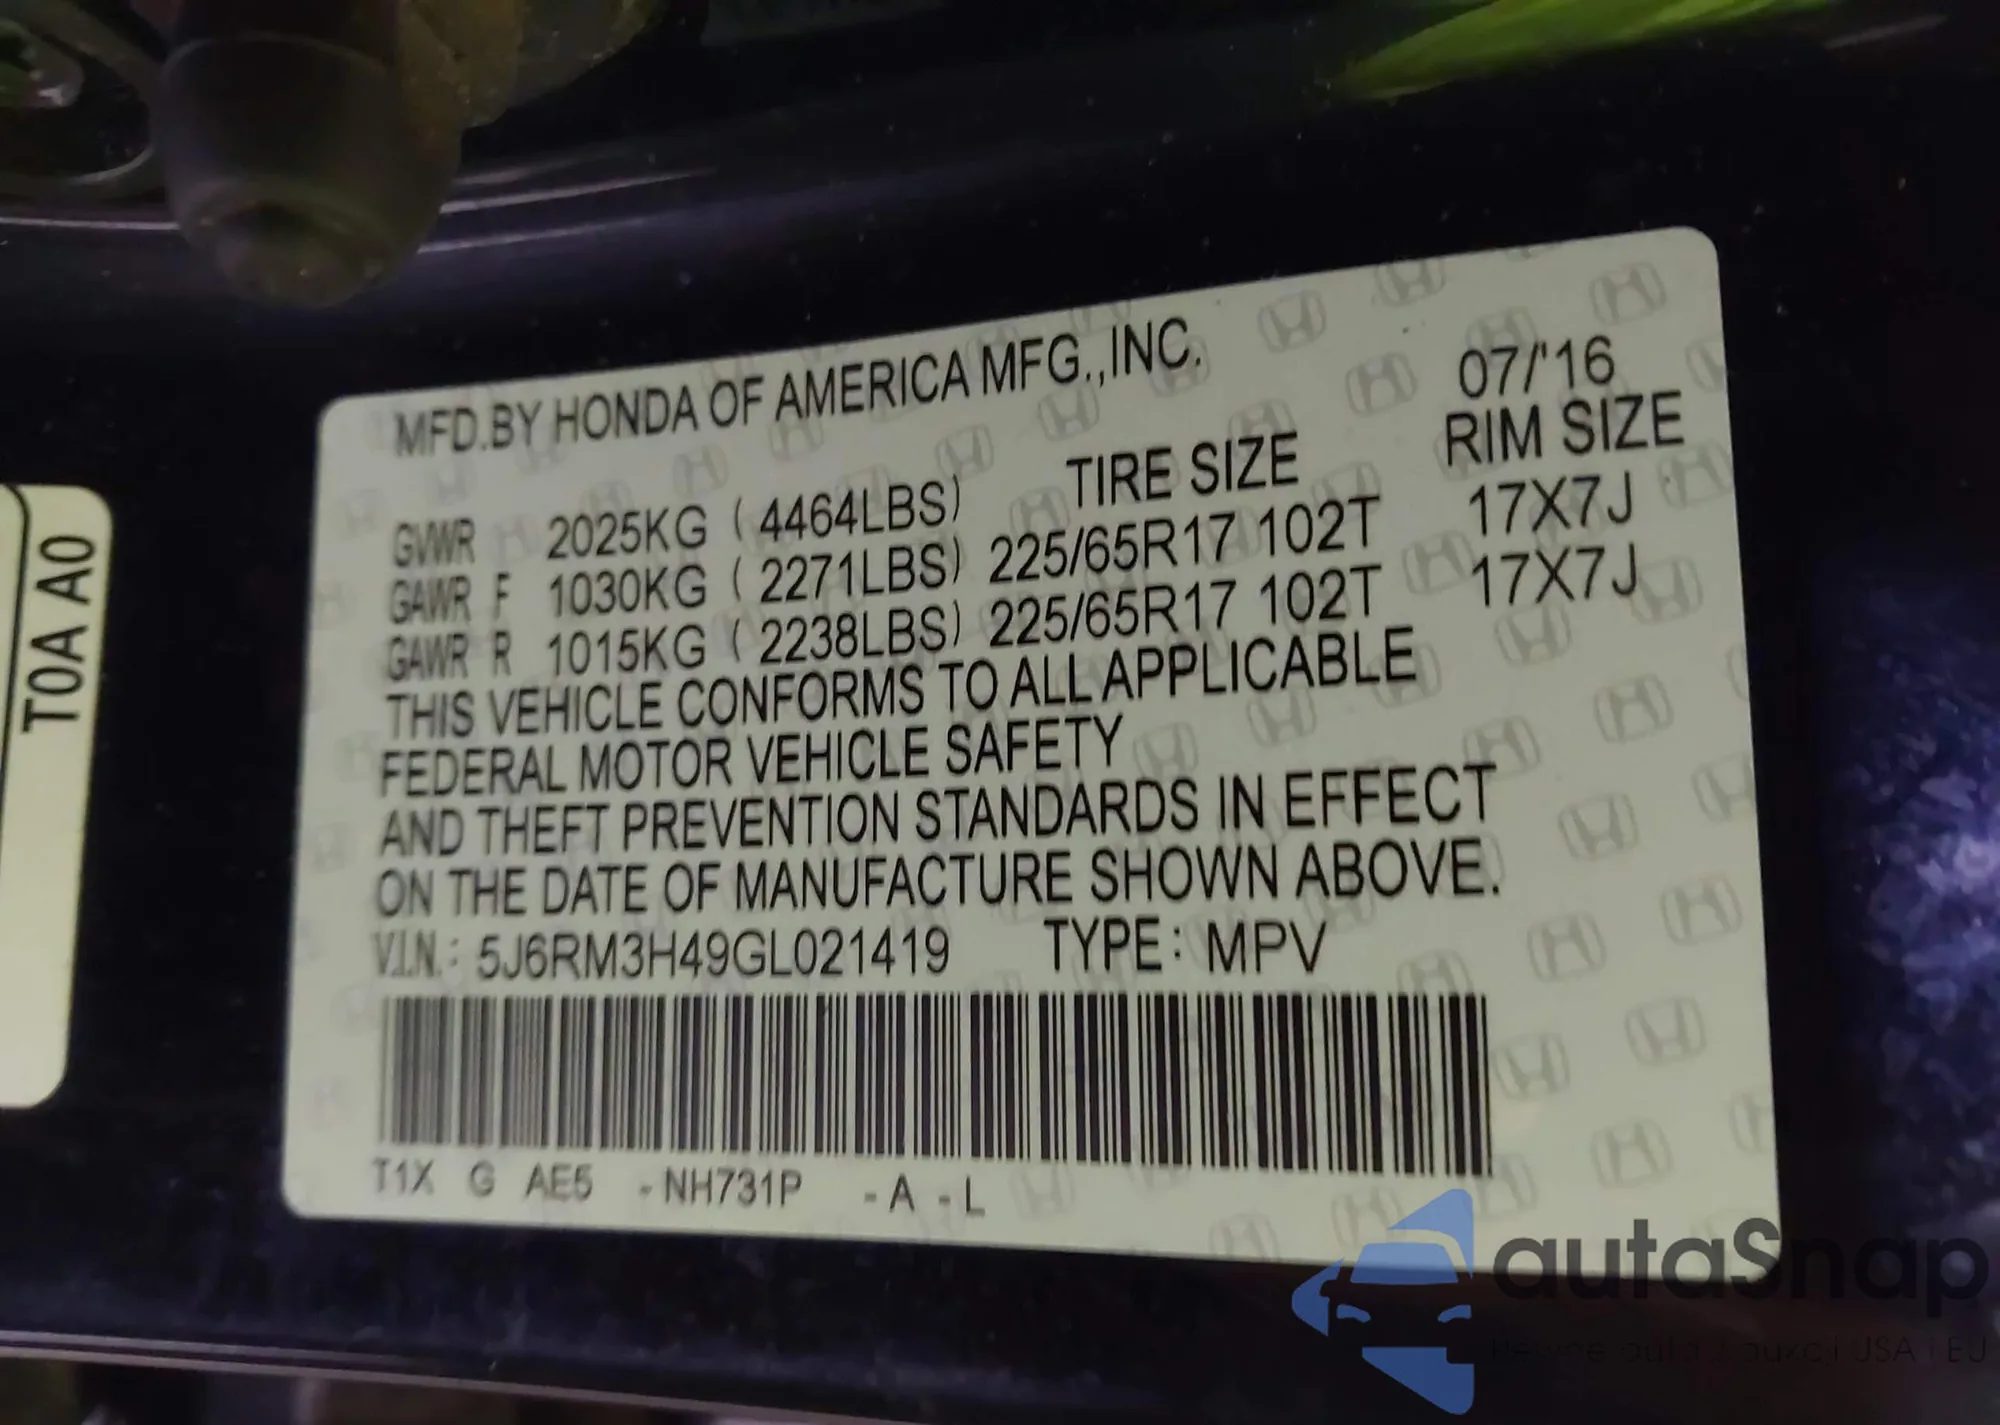 MFD.BY HONDA OF AMERICA MFG.,INC. 07/'16
TIRE SIZE RIM SIZE
GVWR 2025KG ( 4464LBS)
GAWR F 1030KG ( 2271LBS) 225/65R17 102T 17X7J
GAWR R 1015KG ( 2238LBS) 225/65R17 102T 17X7J
THIS VEHICLE CONFORMS TO ALL APPLICABLE
FEDERAL MOTOR VEHICLE SAFETY
AND THEFT PREVENTION STANDARDS IN EFFECT
ON THE DATE OF MANUFACTURE SHOWN ABOVE.
V.I.N.: 5J6RM3H49GL021419 TYPE: MPV
T1X G AE5 -NH731P -A -L
T0A A0
autaSnap
USA i EU